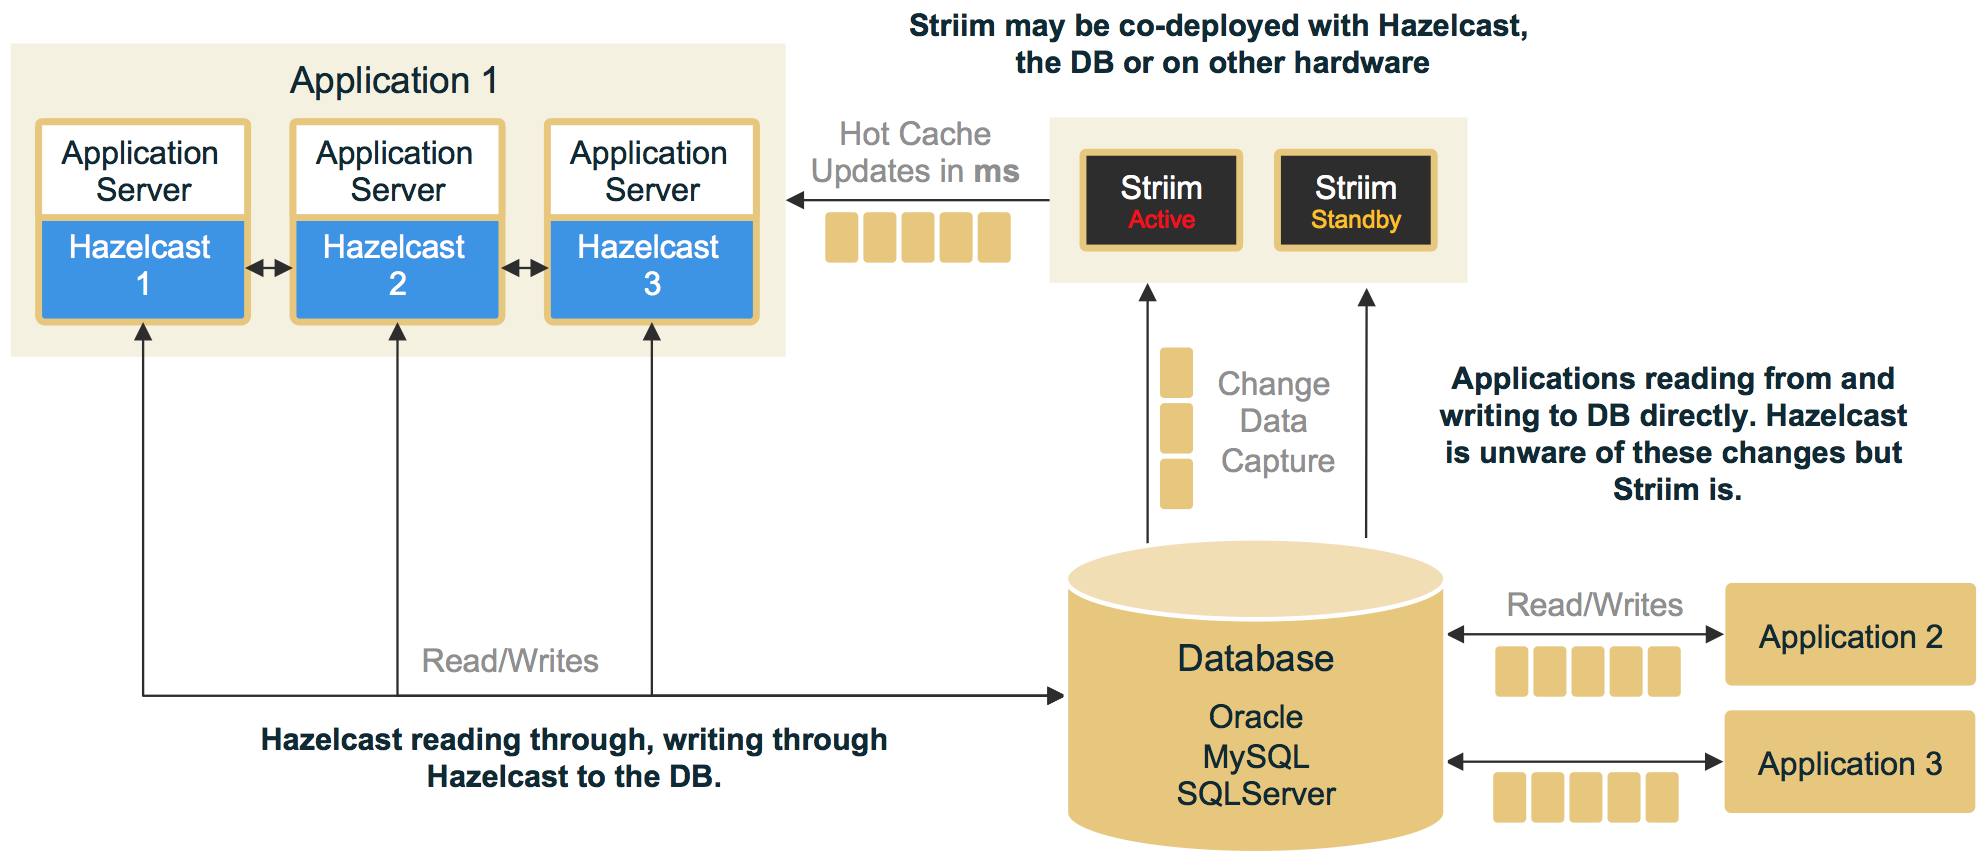 Striim may be co-deployed with Hazelcast,
the DB or on other hardware
Application 1
Application
Server
Hazelcast
1
Application
Server
Hazelcast
2
Application
Server
Hazelcast
3
Hot Cache
Updates in ms
Striim
Active
Striim
Standby
Change
Data
Capture
Applications reading from and
writing to DB directly. Hazelcast
is unware of these changes but
Striim is.
Read/Writes
Hazelcast reading through, writing through
Hazelcast to the DB.
Database
Oracle
MySQL
SQLServer
Read/Writes
Application 2
Application 3